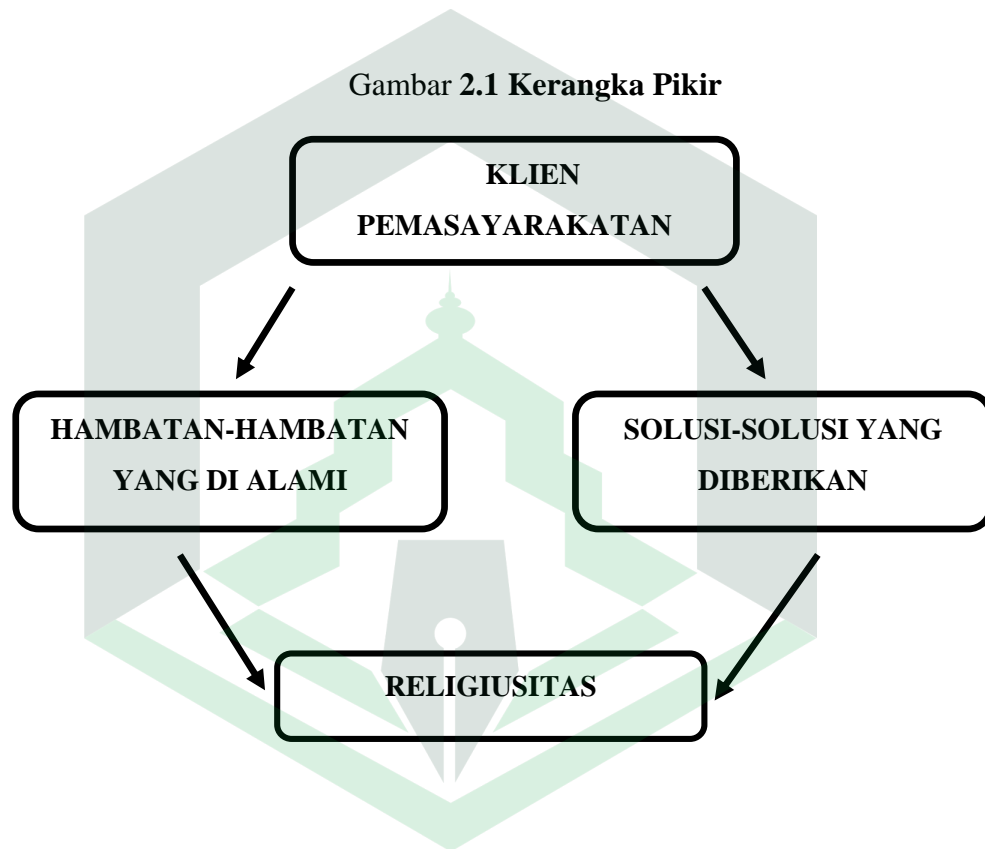 Gambar 2.1 Kerangka Pikir
KLIEN
PEMASAYARAKATAN
HAMBATAN-HAMBATAN
YANG DI ALAMI
SOLUSI-SOLUSI YANG
DIBERIKAN
RELIGIUSITAS